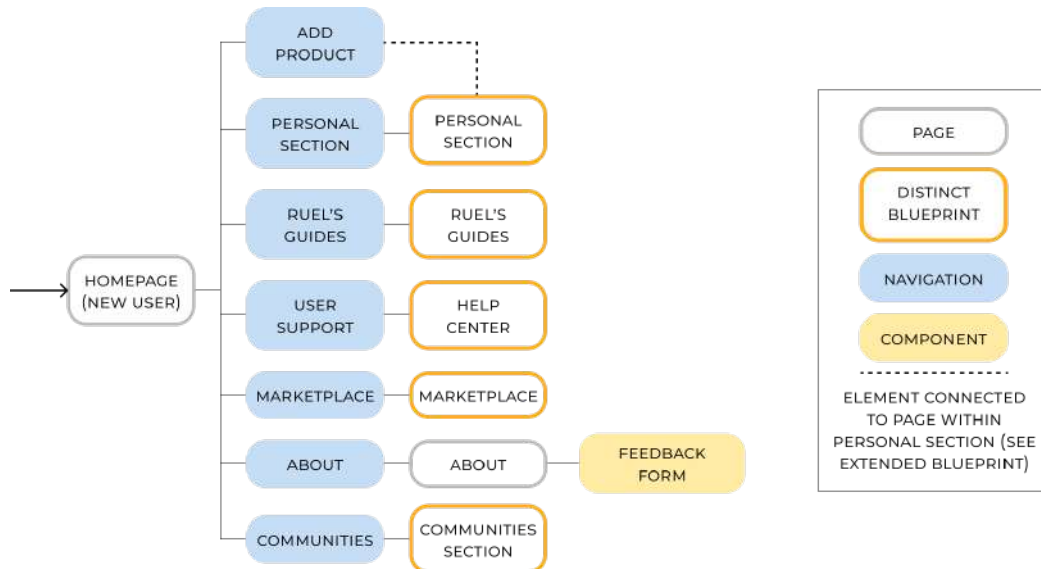 ADD
PRODUCT
PERSONAL
SECTION
PERSONAL
SECTION
RUEL'S
GUIDES
RUEL'S
GUIDES
HOMEPAGE
(NEW USER)
USER
SUPPORT
HELP
CENTER
MARKETPLACE
MARKETPLACE
ABOUT
ABOUT
FEEDBACK
FORM
COMMUNITIES
COMMUNITIES
SECTION
PAGE
DISTINCT
BLUEPRINT
NAVIGATION
COMPONENT
ELEMENT CONNECTED
TO PAGE WITHIN
PERSONAL SECTION (SEE
EXTENDED BLUEPRINT)